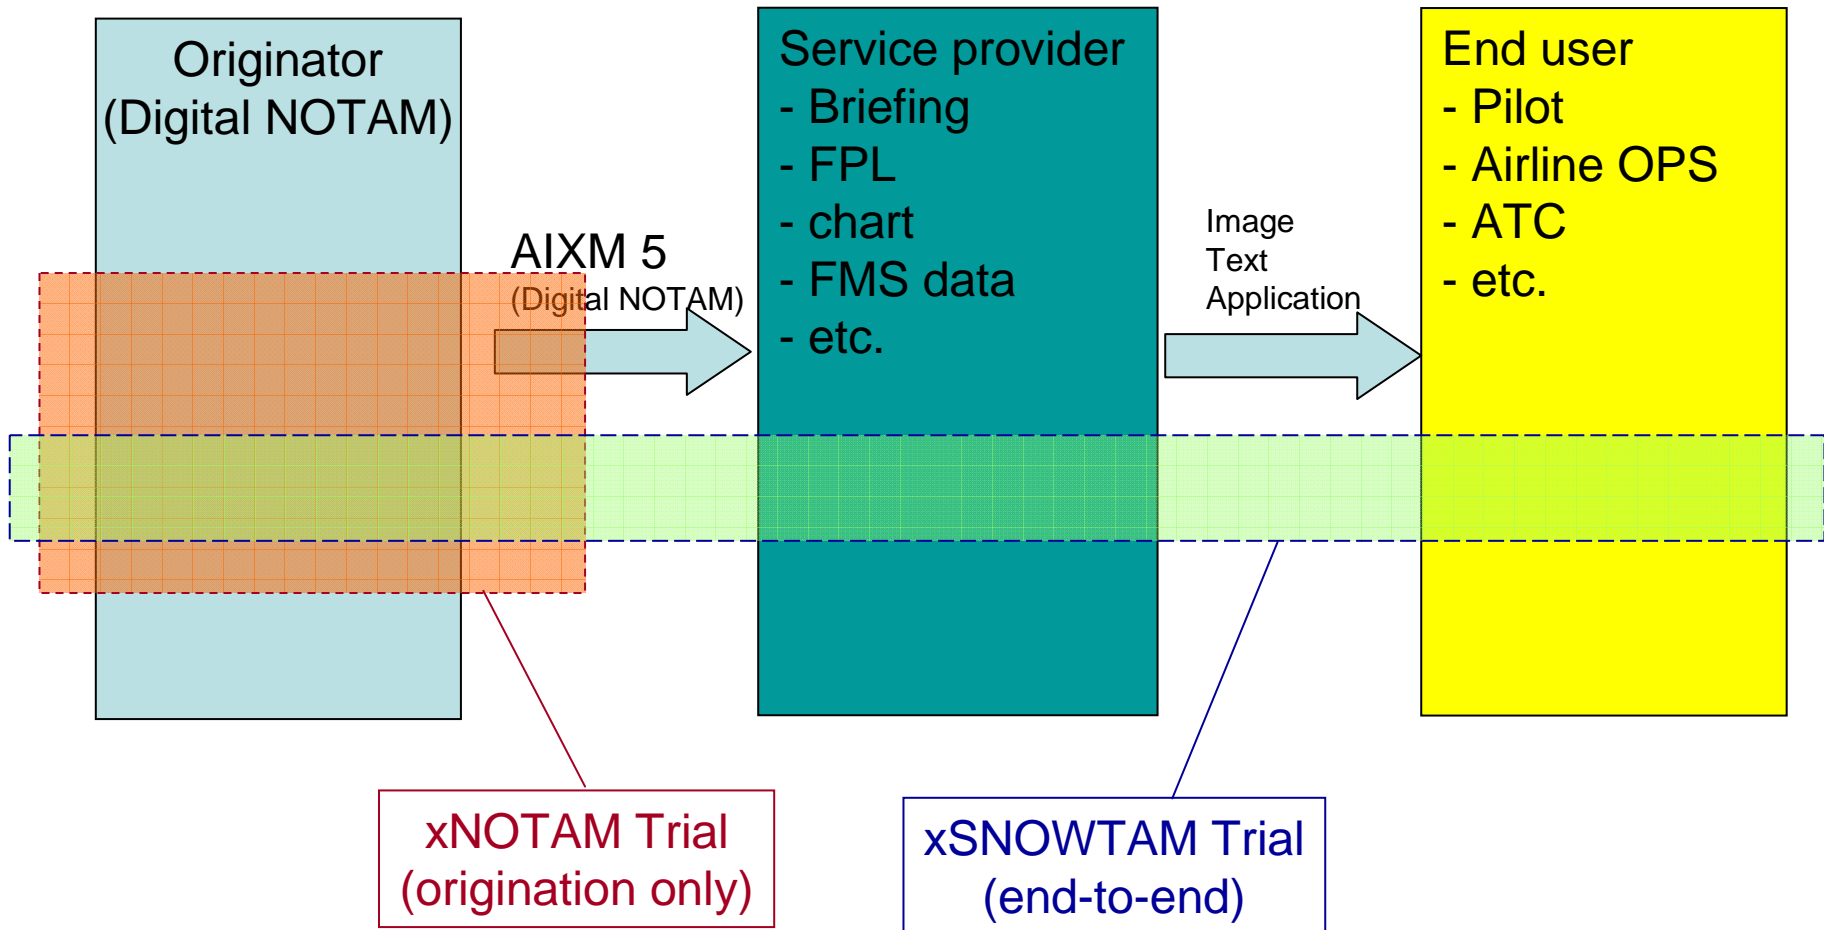 Originator
(Digital NOTAM)
AIXM 5
(Digital NOTAM)
Service provider
- Briefing
- FPL
- chart
- FMS data
- etc.
Image
Text
Application
End user
- Pilot
- Airline OPS
- ATC
- etc.
xNOTAM Trial
(origination only)
xSNOWTAM Trial
(end-to-end)